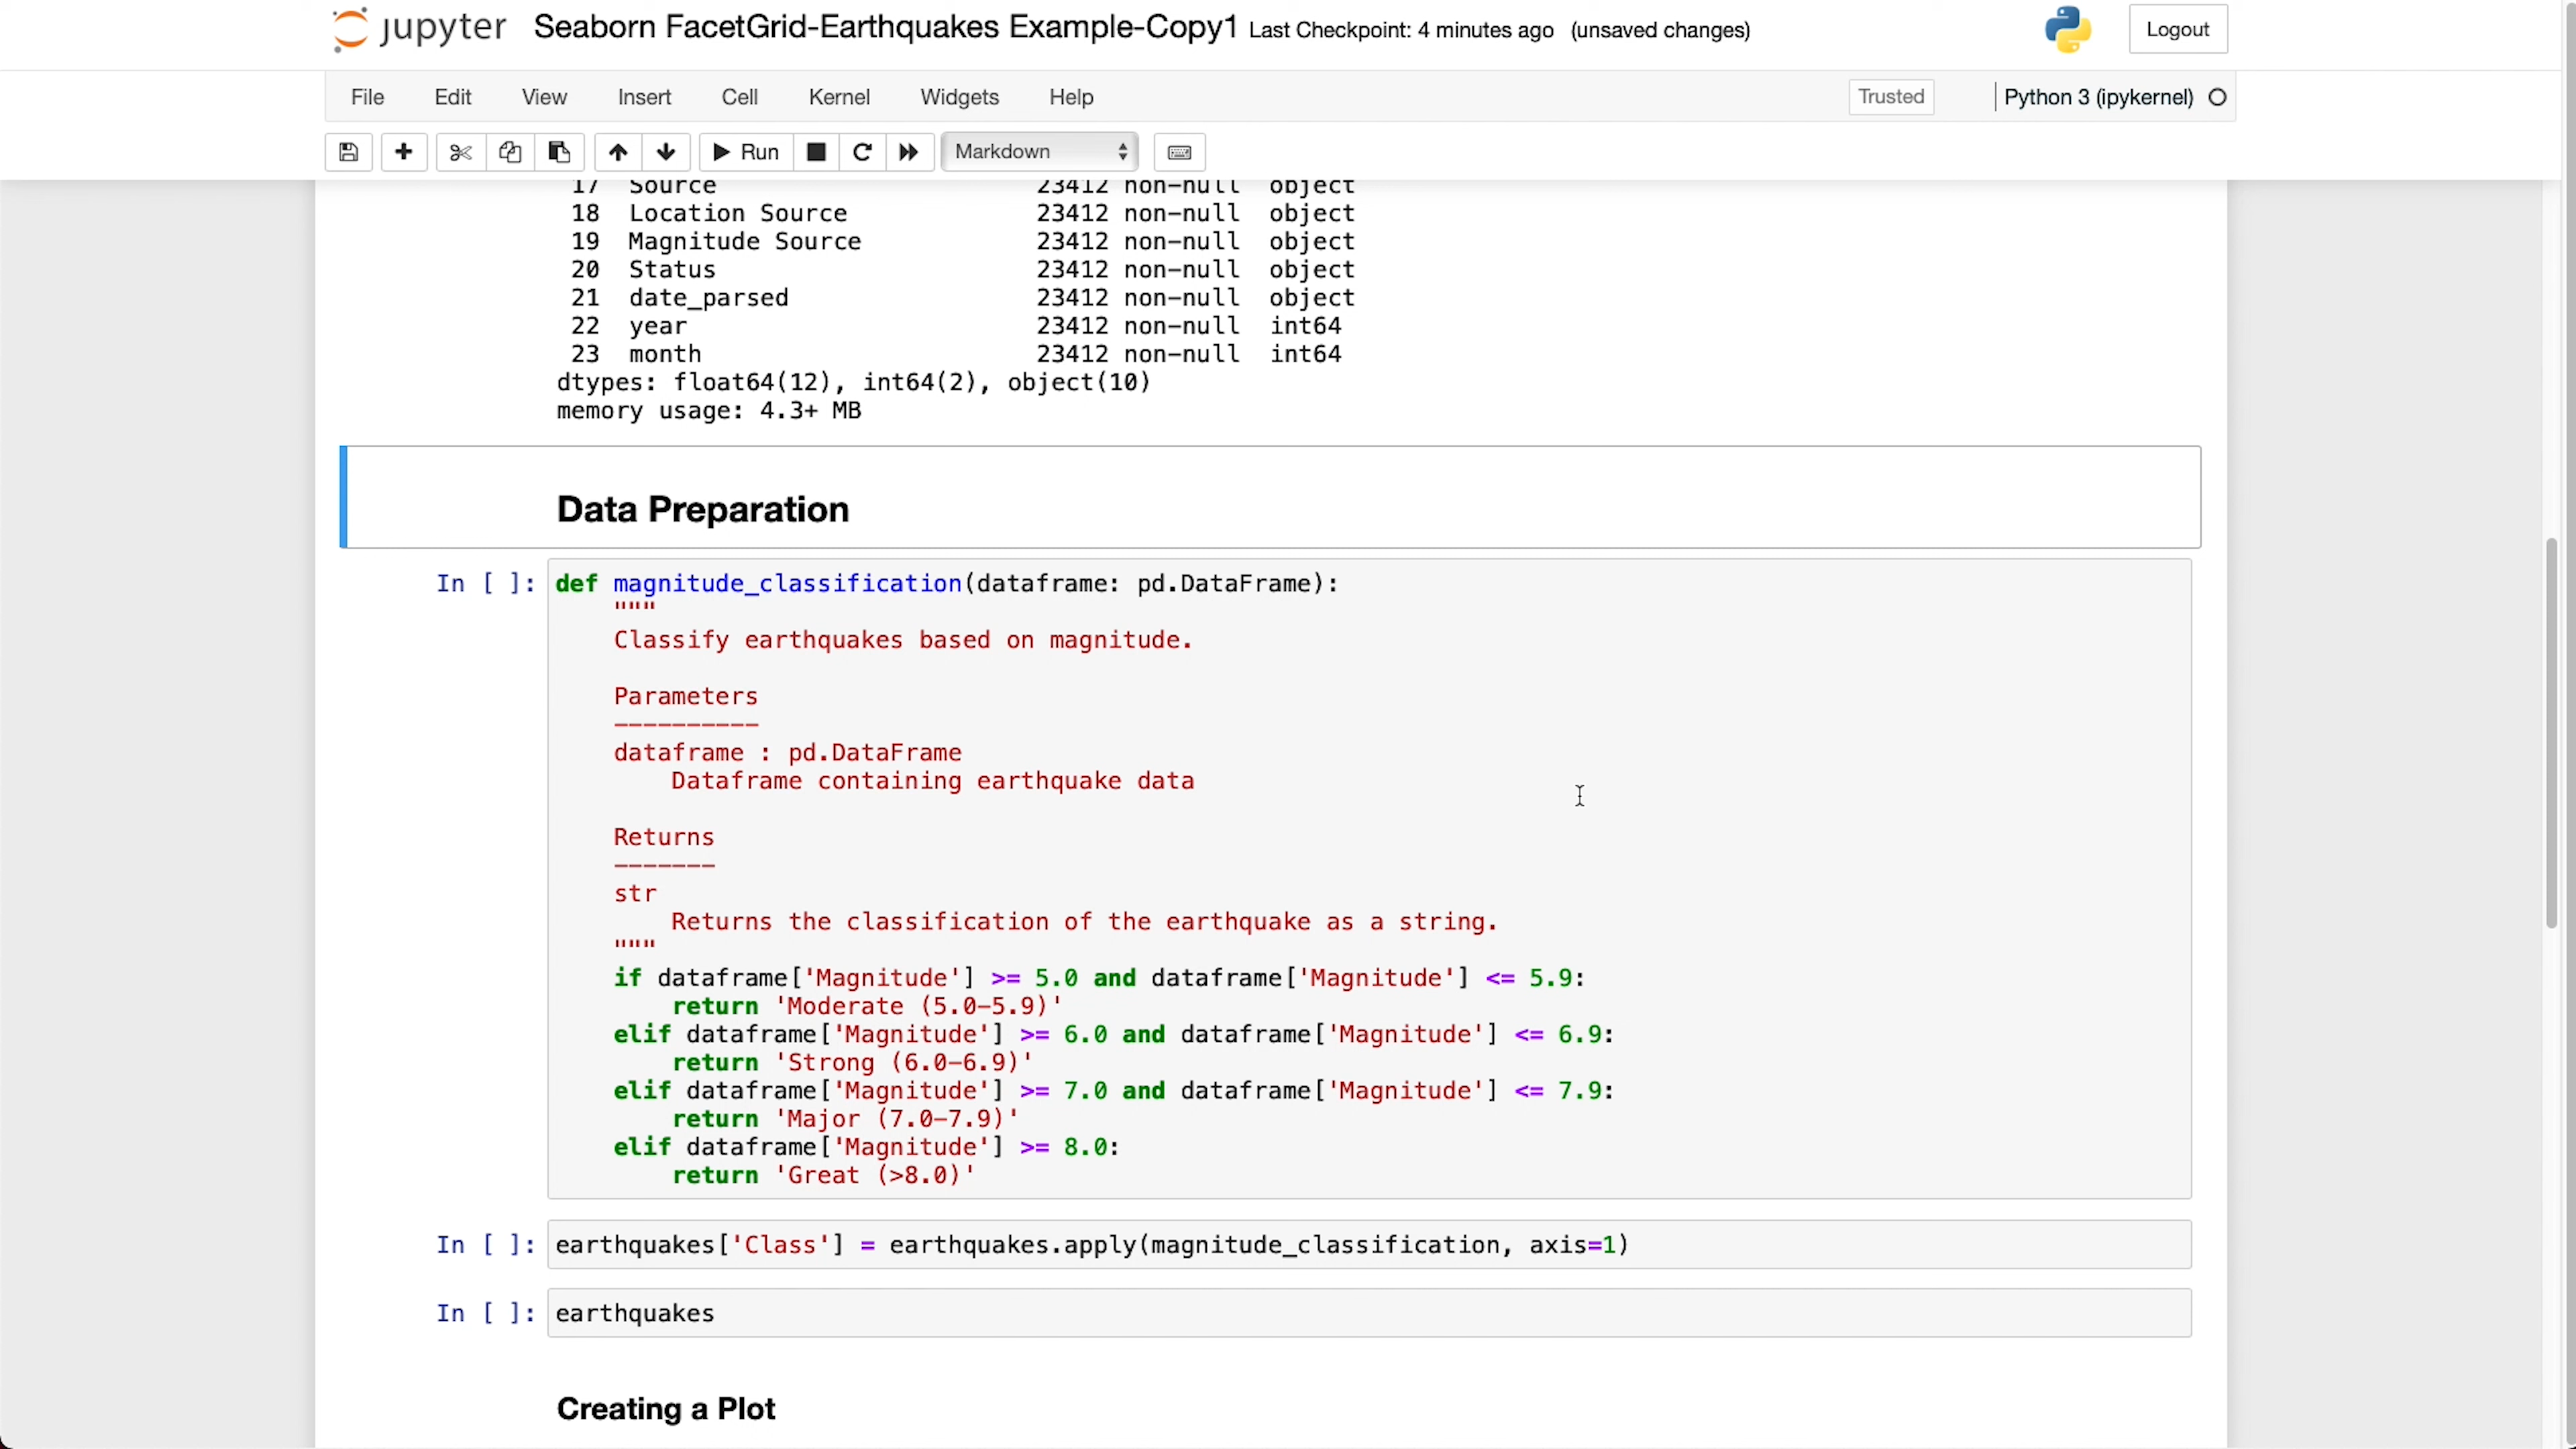 jupyter Seaborn FacetGrid-Earthquakes Example-Copy1 Last Checkpoint: 4 minutes ago (unsaved changes) Logout
File Edit View Insert Cell Kernel Widgets Help Trusted Python 3 (ipykernel)
Run Markdown
17 Source 23412 non-null object
18 Location Source 23412 non-null object
19 Magnitude Source 23412 non-null object
20 Status 23412 non-null object
21 date_parsed 23412 non-null object
22 year 23412 non-null int64
23 month 23412 non-null int64
dtypes: float64(12), int64(2), object(10)
memory usage: 4.3+ MB
Data Preparation
In [ ]: def magnitude_classification(dataframe: pd.DataFrame):
"""
Classify earthquakes based on magnitude.
Parameters
----------
dataframe : pd.DataFrame
Dataframe containing earthquake data
Returns
-------
str
Returns the classification of the earthquake as a string.
"""
if dataframe['Magnitude'] >= 5.0 and dataframe['Magnitude'] <= 5.9:
return 'Moderate (5.0-5.9)'
elif dataframe['Magnitude'] >= 6.0 and dataframe['Magnitude'] <= 6.9:
return 'Strong (6.0-6.9)'
elif dataframe['Magnitude'] >= 7.0 and dataframe['Magnitude'] <= 7.9:
return 'Major (7.0-7.9)'
elif dataframe['Magnitude'] >= 8.0:
return 'Great (>8.0)'
In [ ]: earthquakes['Class'] = earthquakes.apply(magnitude_classification, axis=1)
In [ ]: earthquakes
Creating a Plot